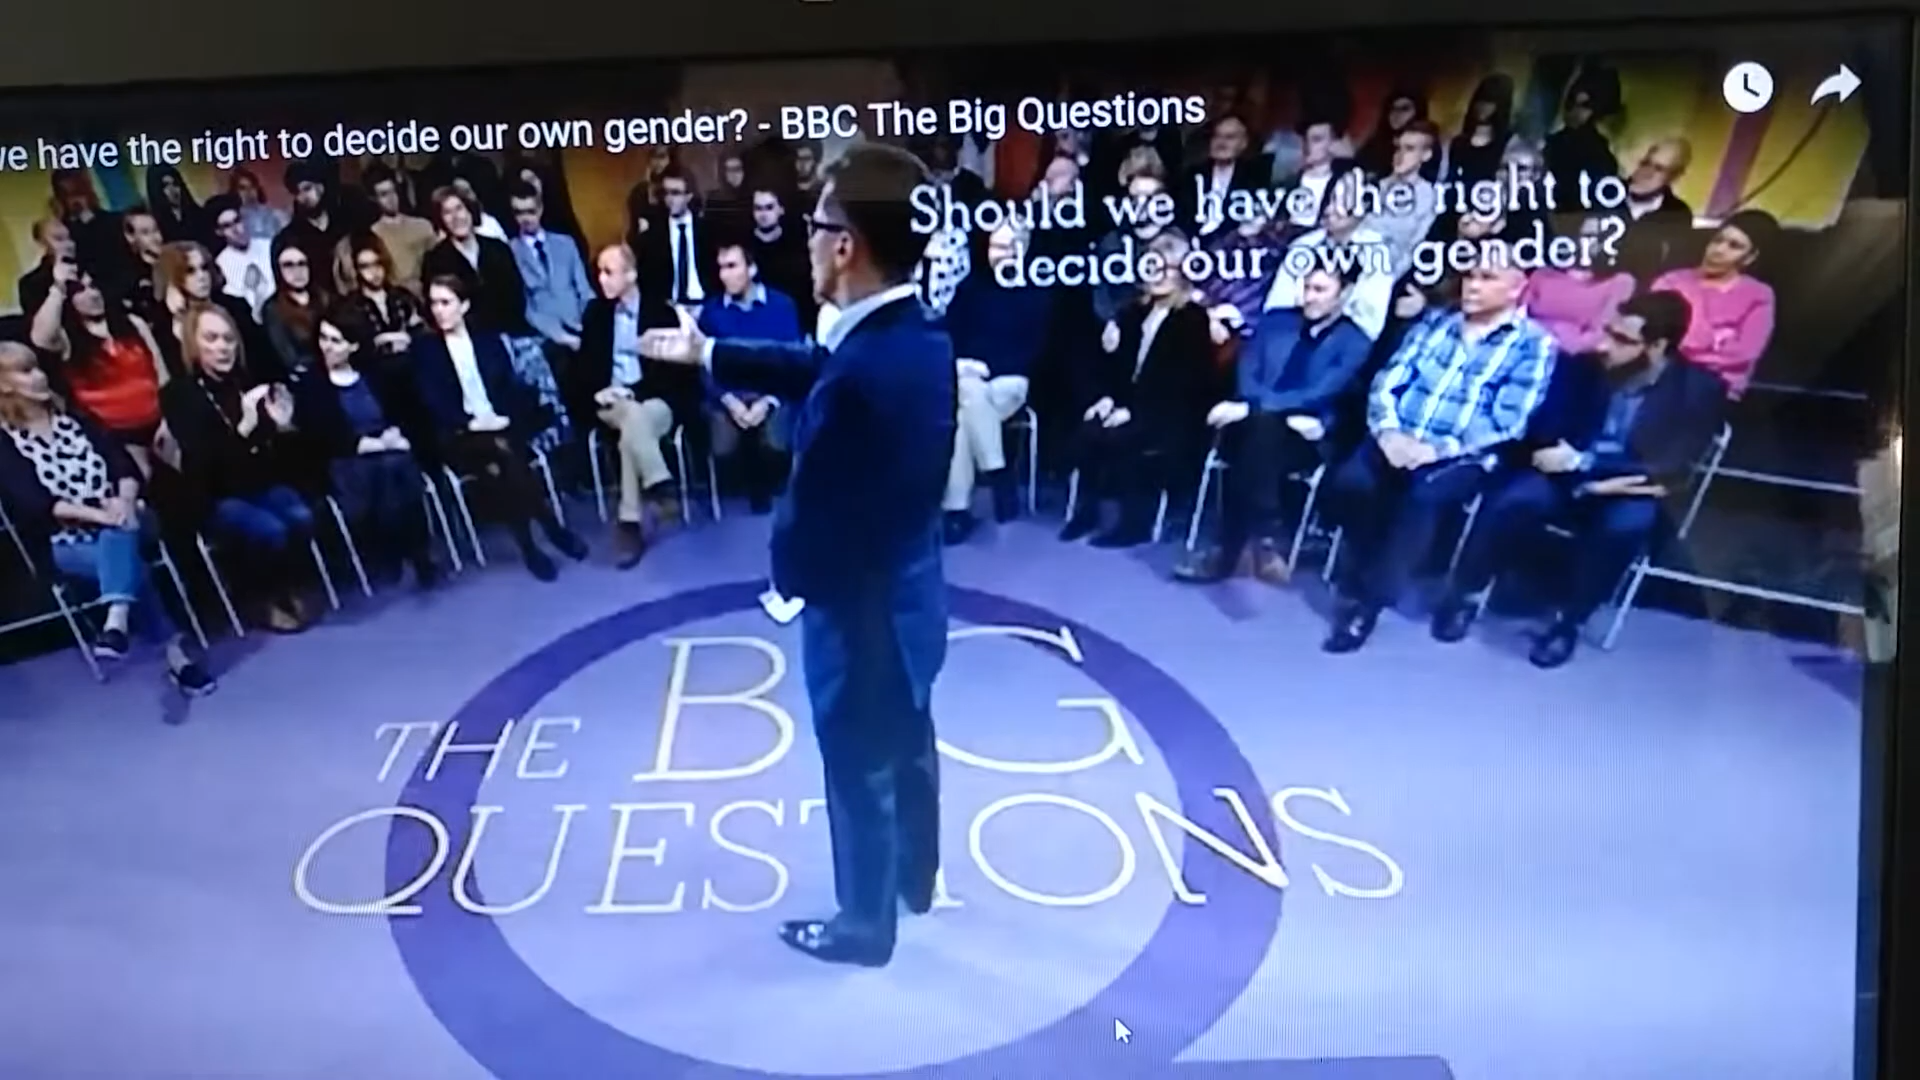 we have the right to decide our own gender? - BBC The Big Questions
Should we have the right to
decide our own gender?
THE BIG
QUESTIONS